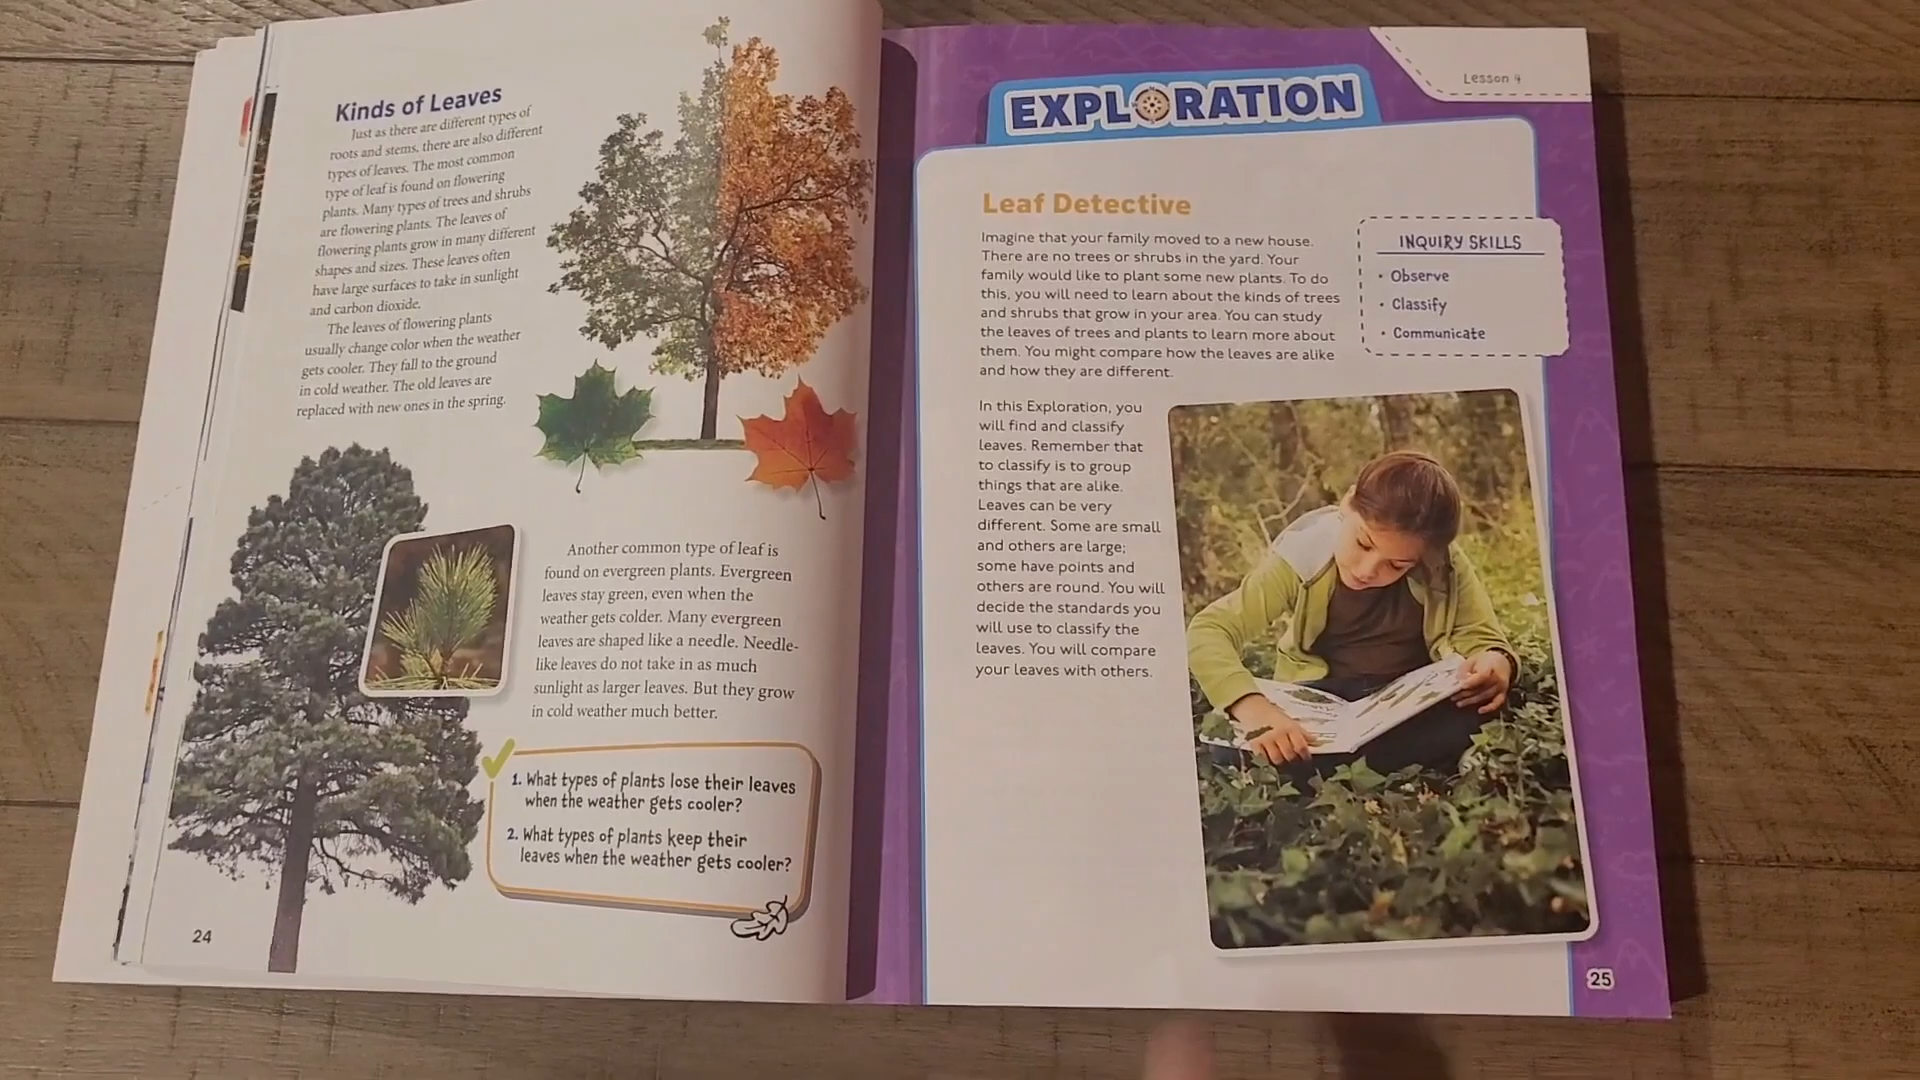 Kinds of Leaves
Just as there are different types of
roots and stems, there are also different
types of leaves. The most common
type of leaf is found on flowering
plants. Many types of trees and shrubs
are flowering plants. The leaves of
flowering plants grow in many different
shapes and sizes. These leaves often
have large surfaces to take in sunlight
and carbon dioxide.
The leaves of flowering plants
usually change color when the weather
gets cooler. They fall to the ground
in cold weather. The old leaves are
replaced with new ones in the spring.
Another common type of leaf is
found on evergreen plants. Evergreen
leaves stay green, even when the
weather gets colder. Many evergreen
leaves are shaped like a needle. Needle-
like leaves do not take in as much
sunlight as larger leaves. But they grow
in cold weather much better.
1. What types of plants lose their leaves
when the weather gets cooler?
2. What types of plants keep their
leaves when the weather gets cooler?
24
Lesson 4
EXPLORATION
Leaf Detective
Imagine that your family moved to a new house.
There are no trees or shrubs in the yard. Your
family would like to plant some new plants. To do
this, you will need to learn about the kinds of trees
and shrubs that grow in your area. You can study
the leaves of trees and plants to learn more about
them. You might compare how the leaves are alike
and how they are different.
INQUIRY SKILLS
• Observe
• Classify
• Communicate
In this Exploration, you
will find and classify
leaves. Remember that
to classify is to group
things that are alike.
Leaves can be very
different. Some are small
and others are large;
some have points and
others are round. You will
decide the standards you
will use to classify the
leaves. You will compare
your leaves with others.
25